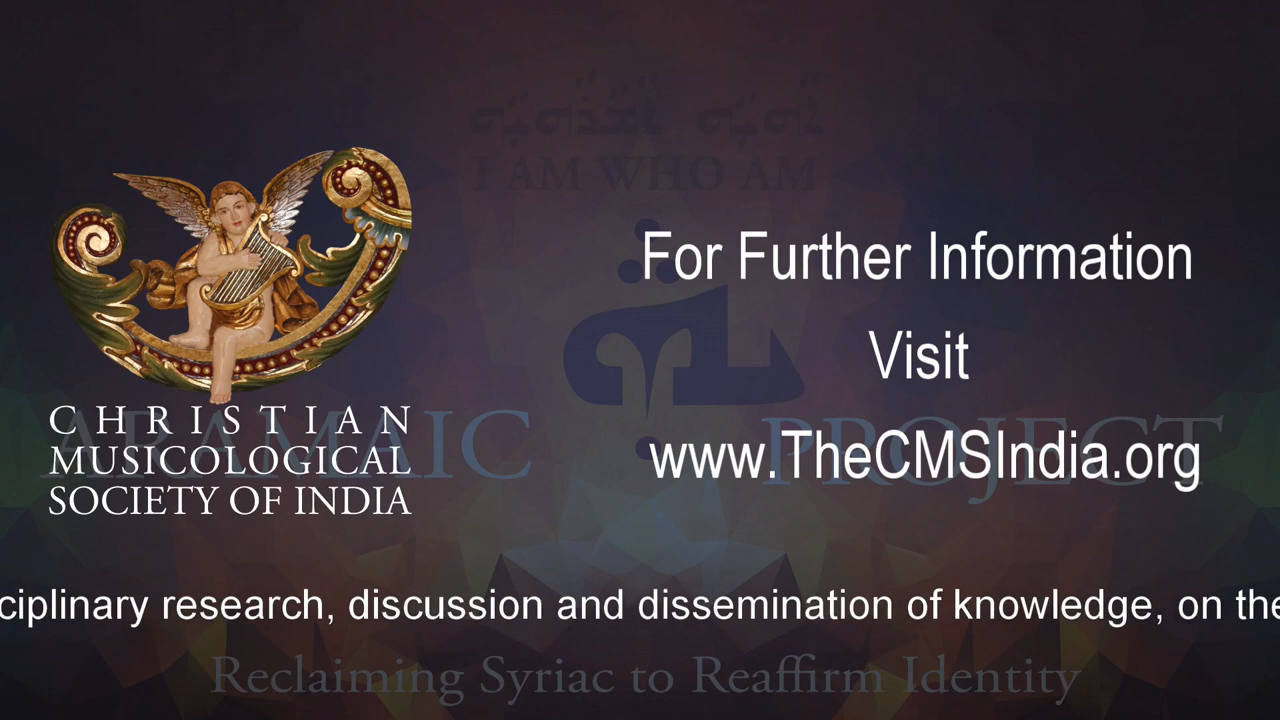 I AM WHO AM
For Further Information
Visit
www.TheCMSIndia.org
ARAMAIC PROJECT
CHRISTIAN
MUSICOLOGICAL
SOCIETY OF INDIA
ciplinary research, discussion and dissemination of knowledge, on the
Reclaiming Syriac to Reaffirm Identity